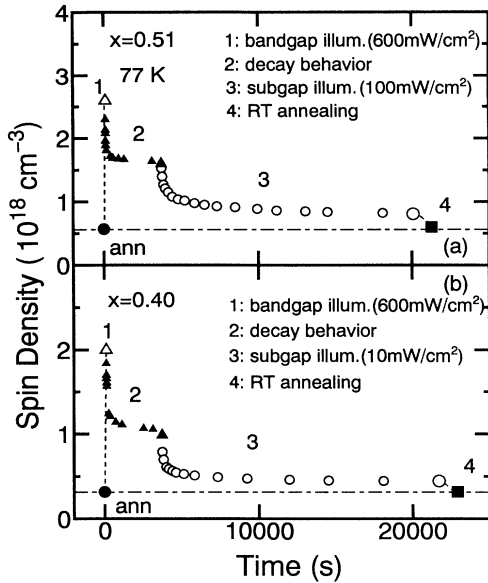 4
x=0.51
1: bandgap illum.(600mW/cm²)
77 K
2: decay behavior
3
1
3: subgap illum.(100mW/cm²)
4: RT annealing
2
2
3
1
4
ann
(a)
0
(b)
x=0.40
1: bandgap illum.(600mW/cm²)
2: decay behavior
2
1
3: subgap illum.(10mW/cm²)
4: RT annealing
2
1
3
4
ann
0
0
10000
20000
Time (s)
Spin Density (10¹⁸ cm⁻³)